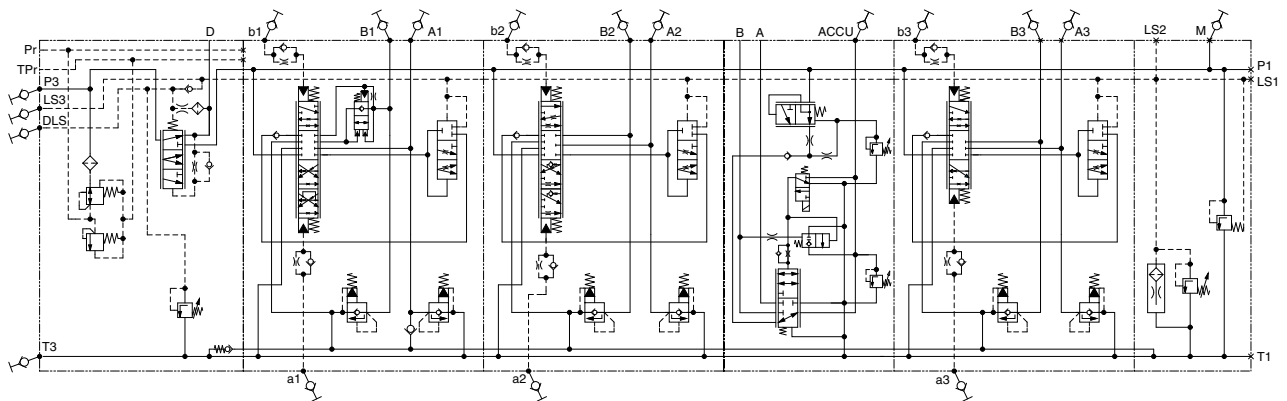 D b1 B1 A1 b2 B2 A2 B A ACCU b3 B3 A3 LS2 M
Pr
TPr P1
P3 LS1
LS3
DLS
T3 T1
a1 a2 a3